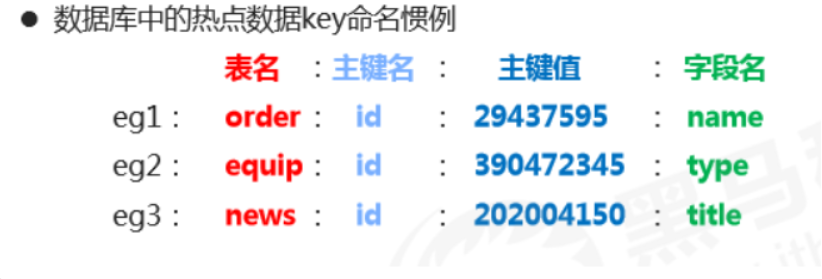 ● 数据库中的热点数据key命名惯例
表名 : 主键名 : 主键值 : 字段名
eg1 : order : id : 29437595 : name
eg2 : equip : id : 390472345 : type
eg3 : news : id : 202004150 : title
黑马